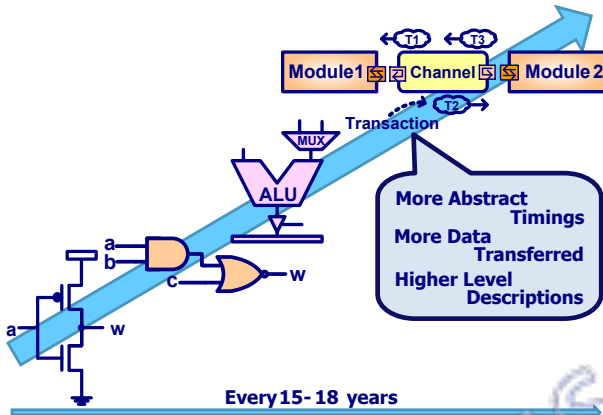 T1
T3
Module1
Channel
Module 2
T2
Transaction
MUX
ALU
More Abstract
Timings
More Data
Transferred
Higher Level
Descriptions
a
b
c
w
a
w
Every 15- 18 years